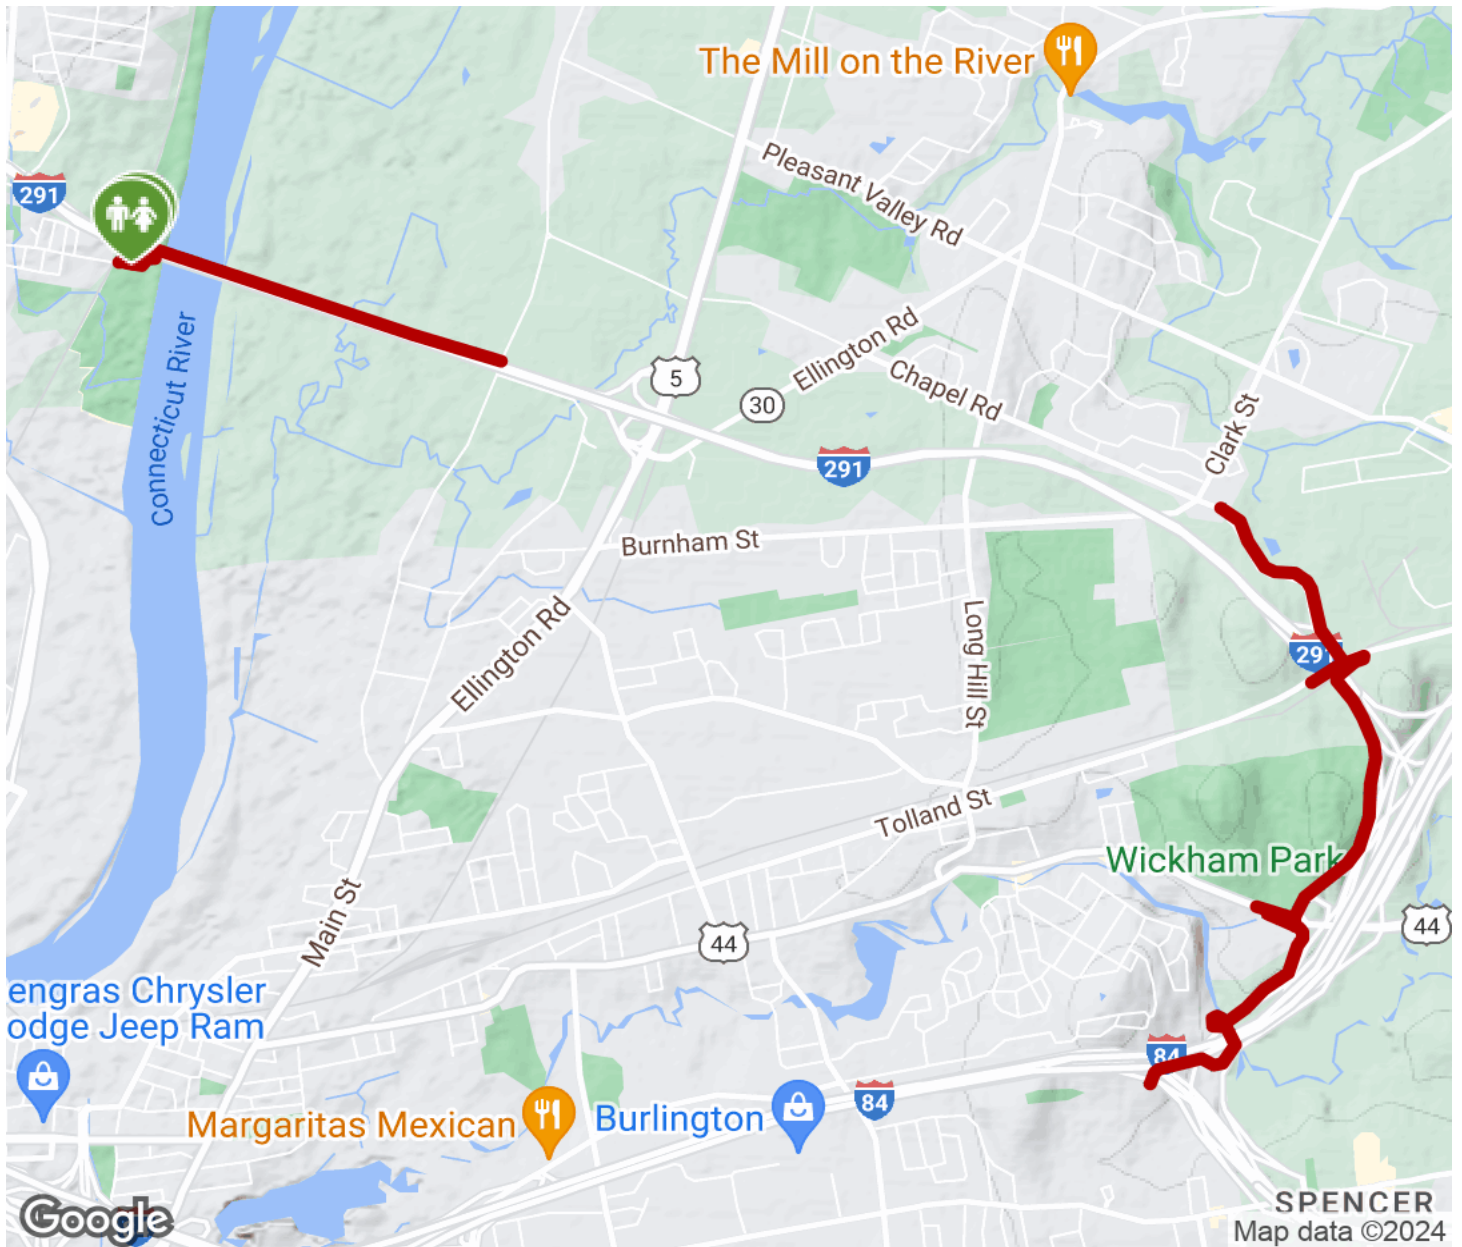 The Mill on the River
Pleasant Valley Rd
291
Connecticut River
5
Ellington Rd
30
Chapel Rd
Clark St
291
Burnham St
Ellington Rd
Long Hill St
29
Tolland St
Wickham Park
Main St
44
44
engras Chrysler
odge Jeep Ram
84
84
Margaritas Mexican
Burlington
SPENCER
Google
Map data ©2024